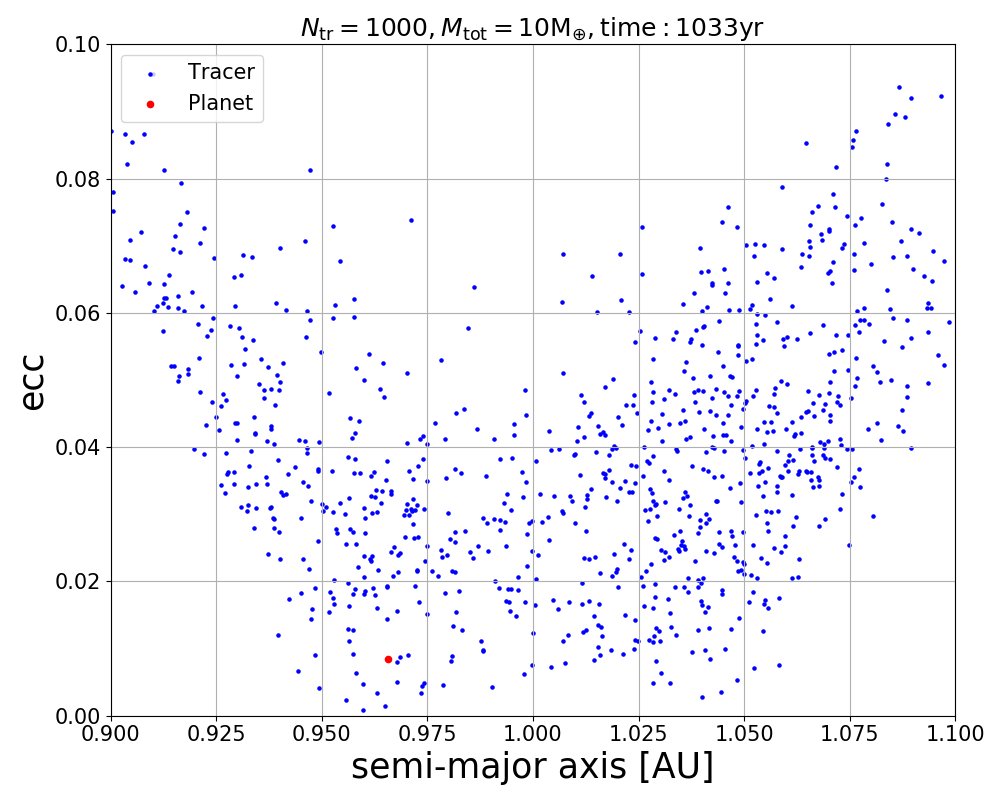 N_tr = 1000, M_tot = 10M_⊕, time : 1033yr
Tracer
Planet
ecc
0.10
0.08
0.06
0.04
0.02
0.00
0.900 0.925 0.950 0.975 1.000 1.025 1.050 1.075 1.100
semi-major axis [AU]